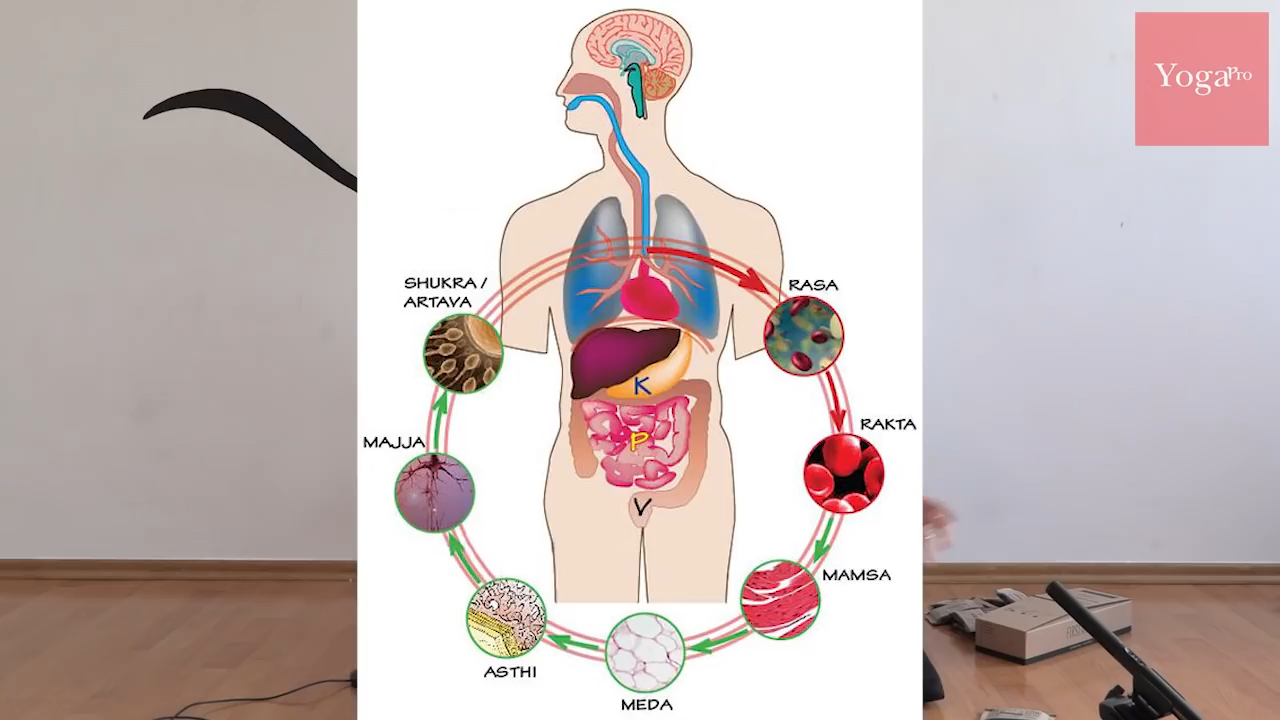 YogaPro
SHUKRA /
ARTAVA
RASA
MAJJA
K
RAKTA
P
V
MAMSA
ASTHI
MEDA